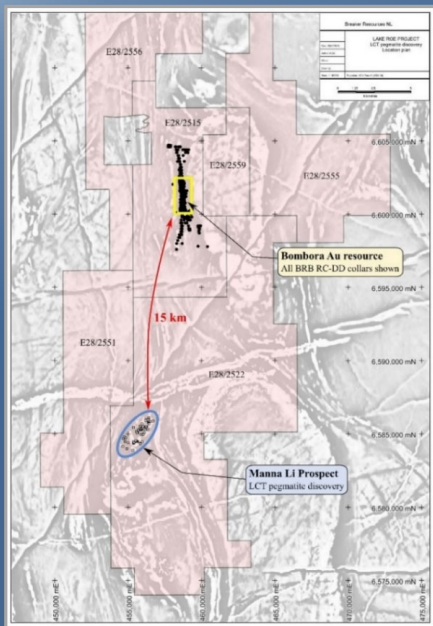 Breaker Resources NL
LAKE ROE PROJECT
LCT pegmatite discovery
Location plan
E28/2556
E28/2515
E28/2559
E28/2555
6,605,000 mN
6,600,000 mN
Bombora Au resource
All BRB RC-DD collars shown
6,595,000 mN
15 km
E28/2551
E28/2522
6,590,000 mN
6,585,000 mN
Manna Li Prospect
LCT pegmatite discovery
6,580,000 mN
6,575,000 mN
450,000 mE
455,000 mE
460,000 mE
465,000 mE
470,000 mE
475,000 mE